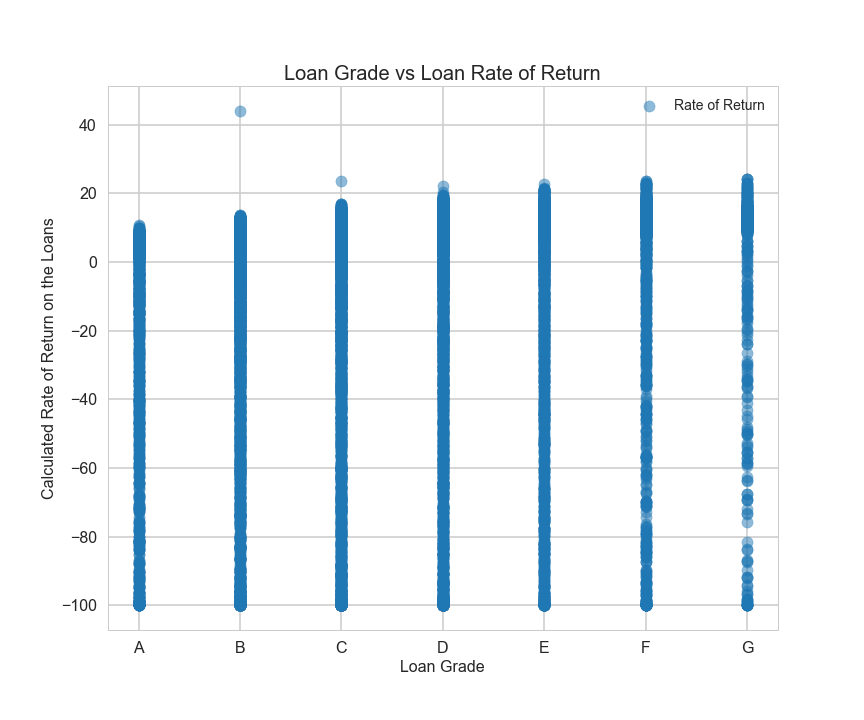 Loan Grade vs Loan Rate of Return
Rate of Return
Calculated Rate of Return on the Loans
40
20
0
−20
−40
−60
−80
−100
A B C D E F G
Loan Grade